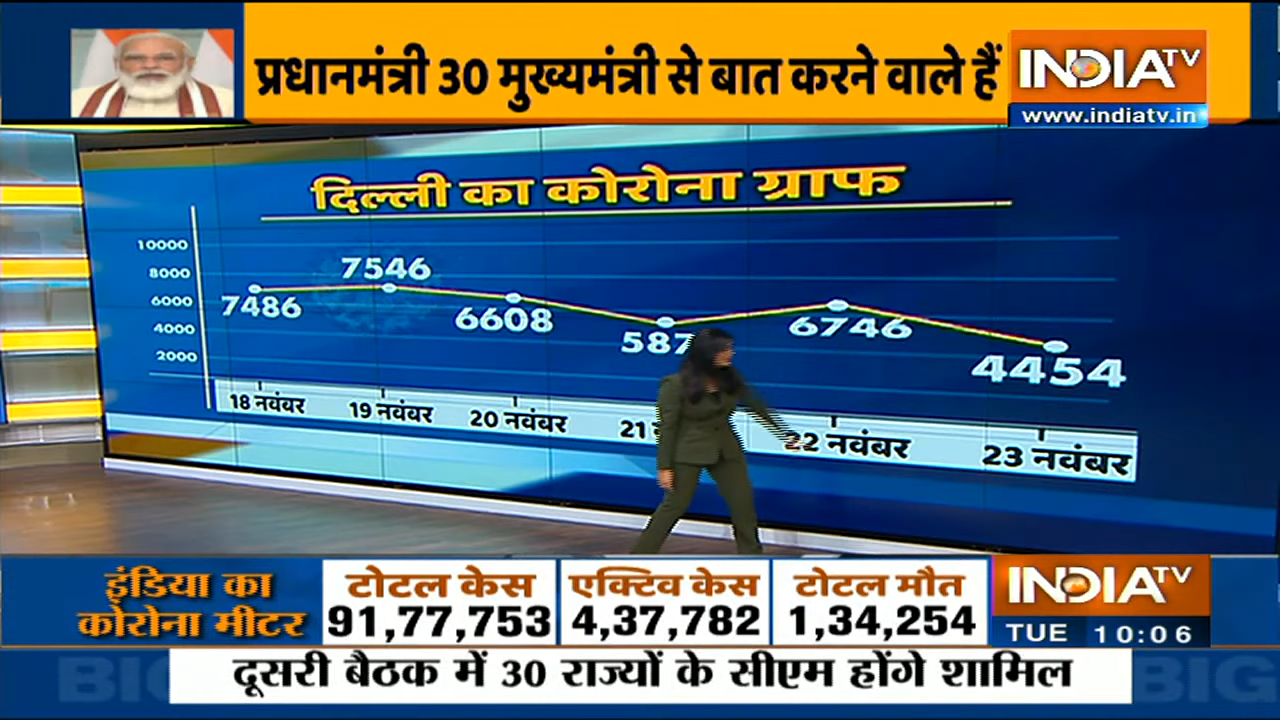 प्रधानमंत्री 30 मुख्यमंत्री से बात करने वाले हैं
INDIA TV
www.indiatv.in
दिल्ली का कोरोना ग्राफ
10000
8000
6000
4000
2000
7486
7546
6608
6746
4454
18 नवंबर
19 नवंबर
20 नवंबर
21
22 नवंबर
23 नवंबर
इंडिया का
कोरोना मीटर
टोटल केस
91,77,753
एक्टिव केस
4,37,782
टोटल मौत
1,34,254
INDIA TV
TUE 10:06
दूसरी बैठक में 30 राज्यों के सीएम होंगे शामिल
BIG